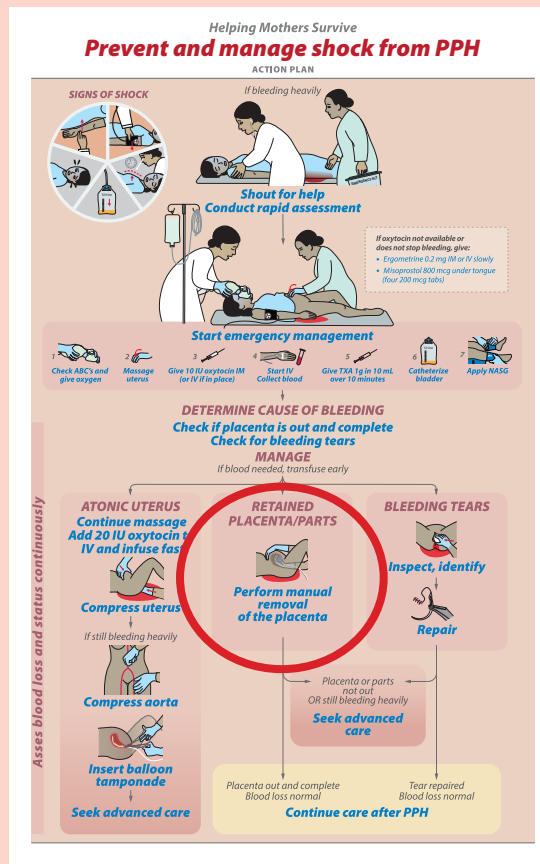 Helping Mothers Survive
Prevent and manage shock from PPH
ACTION PLAN
SIGNS OF SHOCK
If bleeding heavily
Shout for help
Conduct rapid assessment
If oxytocin not available or
does not stop bleeding, give:
• Ergometrine 0.2 mg IM or IV slowly
• Misoprostol 800 mcg under tongue
(four 200 mcg tabs)
Start emergency management
1
Check ABC's and
give oxygen
2
Massage
uterus
3
Give 10 IU oxytocin IM
(or IV if in place)
4
Start IV
Collect blood
5
Give TXA 1g in 10 mL
over 10 minutes
6
Catheterize
bladder
7
Apply NASG
DETERMINE CAUSE OF BLEEDING
Check if placenta is out and complete
Check for bleeding tears
MANAGE
If blood needed, transfuse early
Asses blood loss and status continuously
ATONIC UTERUS
Continue massage
Add 20 IU oxytocin t
IV and infuse fast
Compress uterus
If still bleeding heavily
Compress aorta
Insert balloon
tamponade
Seek advanced care
RETAINED
PLACENTA/PARTS
Perform manual
removal
of the placenta
BLEEDING TEARS
Inspect, identify
Repair
Placenta or parts
not out
OR still bleeding heavily
Seek advanced
care
Placenta out and complete
Blood loss normal
Tear repaired
Blood loss normal
Continue care after PPH